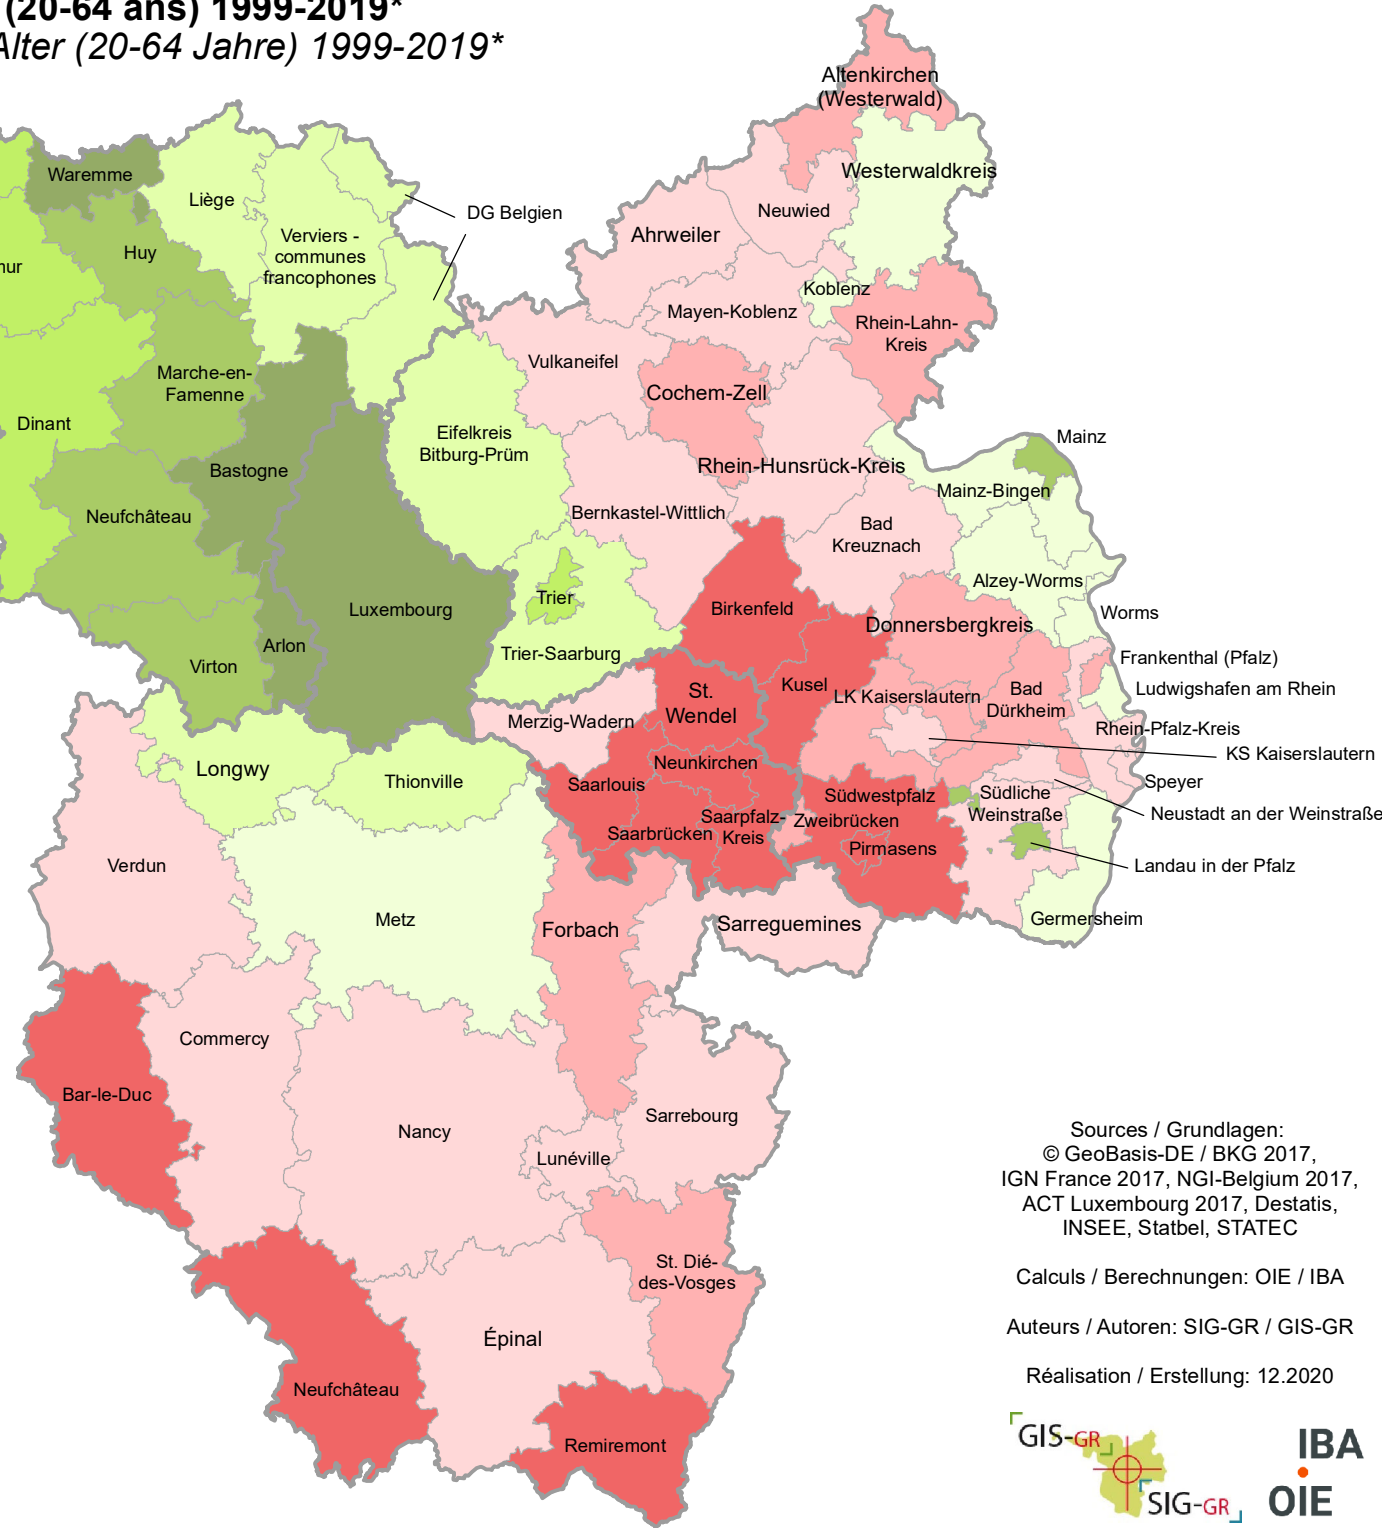 (20-64 ans) 1999-2019*
Alter (20-64 Jahre) 1999-2019*
Altenkirchen
(Westerwald)
Waremme
Westerwaldkreis
Liège
Neuwied
DG Belgien
Verviers -
communes
francophones
Ahrweiler
Huy
Koblenz
Mayen-Koblenz
Rhein-Lahn-
Kreis
Vulkaneifel
Marche-en-
Famenne
Cochem-Zell
Dinant
Eifelkreis
Bitburg-Prüm
Mainz
Bastogne
Rhein-Hunsrück-Kreis
Mainz-Bingen
Neufchâteau
Bernkastel-Wittlich
Bad
Kreuznach
Alzey-Worms
Trier
Luxembourg
Birkenfeld
Worms
Donnersbergkreis
Arlon
Virton
Trier-Saarburg
Frankenthal (Pfalz)
Kusel
St.
Wendel
LK Kaiserslautern
Bad
Dürkheim
Ludwigshafen am Rhein
Merzig-Wadern
Rhein-Pfalz-Kreis
KS Kaiserslautern
Longwy
Thionville
Neunkirchen
Saarlouis
Speyer
Südwestpfalz
Südliche
Weinstraße
Neustadt an der Weinstraße
Saarpfalz-
Kreis
Zweibrücken
Saarbrücken
Pirmasens
Verdun
Landau in der Pfalz
Metz
Forbach
Sarreguemines
Germersheim
Commercy
Bar-le-Duc
Sarrebourg
Nancy
Lunéville
St. Dié-
des-Vosges
Épinal
Neufchâteau
Remiremont
Sources / Grundlagen:
© GeoBasis-DE / BKG 2017,
IGN France 2017, NGI-Belgium 2017,
ACT Luxembourg 2017, Destatis,
INSEE, Statbel, STATEC
Calculs / Berechnungen: OIE / IBA
Auteurs / Autoren: SIG-GR / GIS-GR
Réalisation / Erstellung: 12.2020
GIS-GR
SIG-GR
IBA
OIE